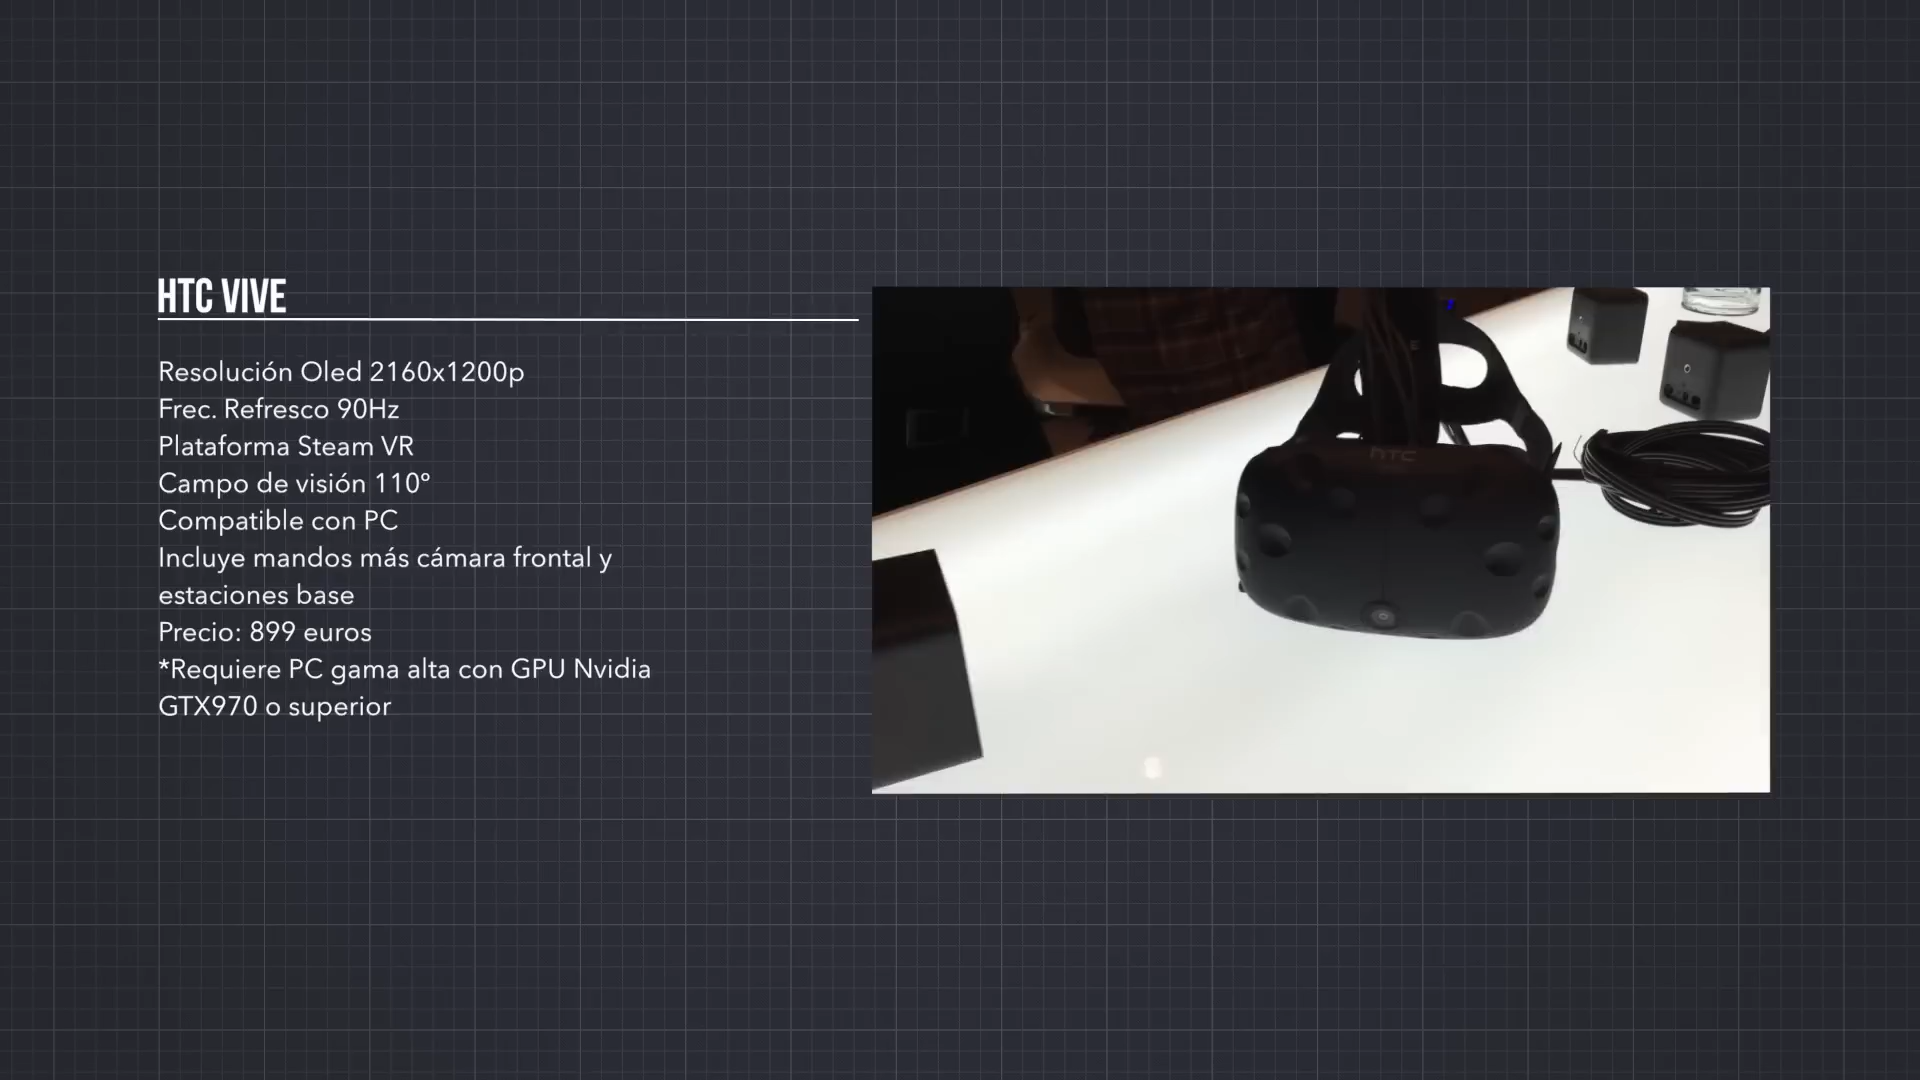 HTC VIVE
Resolución Oled 2160x1200p
Frec. Refresco 90Hz
Plataforma Steam VR
Campo de visión 110º
Compatible con PC
Incluye mandos más cámara frontal y
estaciones base
Precio: 899 euros
*Requiere PC gama alta con GPU Nvidia
GTX970 o superior
hTC